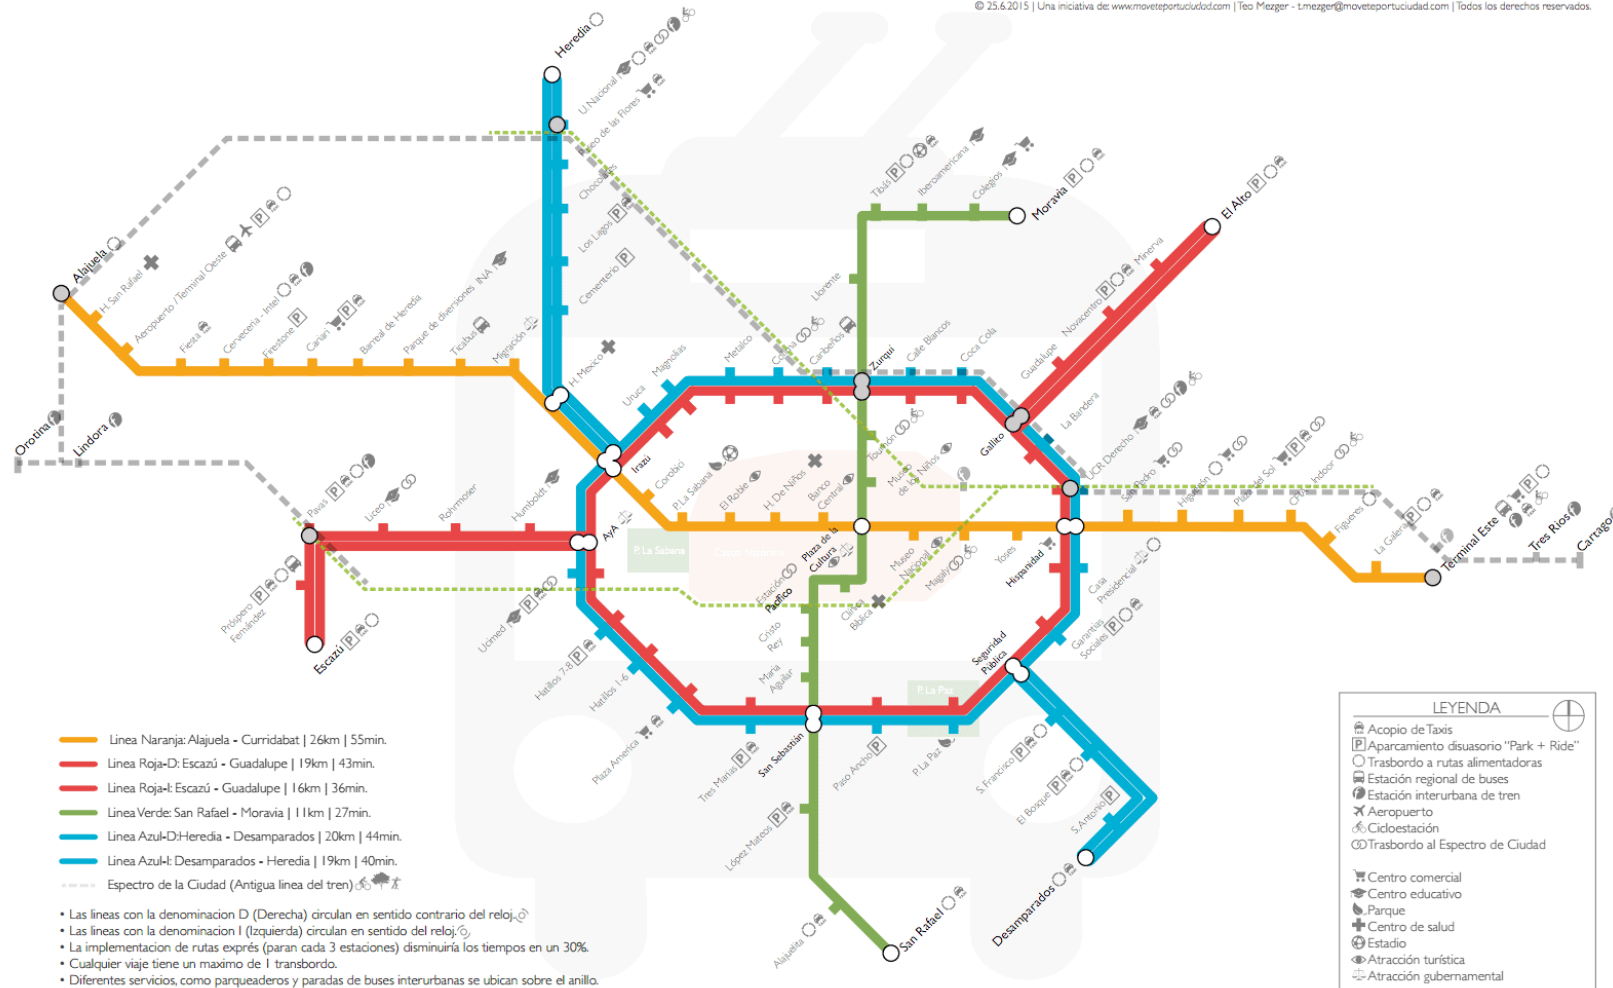 © 25.6.2015 | Una iniciativa de: www.moveteportuciudad.com | Teo Mezger - t.mezger@moveteportuciudad.com | Todos los derechos reservados.
Heredia
U. Nacional
Paseo de las Flores
Chocolates
Los Lagos
Cementerio
H. Mexico
Alajuela
H. San Rafael
Aeropuerto / Terminal Oeste
Fiesta
Cerveceria - Intel
Firestone
Cariari
Barreal de Heredia
Parque de diversiones
INA
Ticabus
Migración
Orotina
Lindora
Tibás
Iberoamericana
Colegios
Moravia
Llorente
El Alto
Minerva
Novacentro
Guadalupe
Uruca
Magnolias
Metalco
Colima
Caribeños
Zurqui
Calle Blancos
Coca Cola
Gallito
La Bandera
UCR Derecho
Irazú
Corobicí
P. La Sabana
El Roble
H. De Niños
Banco
Central
Tournón
Museo
de los Niños
San Pedro
Higuerón
Plaza del Sol
Indoor
Figueres
La Galera
Terminal Este
Tres Rios
Cartago
Pavas
Liceo
Rohrmoser
Humboldt
AyA
P. La Sabana
Plaza de la
Cultura
Museo
Nacional
Magaly
Yoses
Hispanidad
Casa
Presidencial
Garantías
Sociales
Próspero
Fernández
Escazú
Ucimed
Hatillos 7-8
Hatillos 1-6
Plaza America
Estación
Pacífico
Clínica
Bíblica
Cristo
Rey
María
Aguilar
Seguridad
Pública
P. La Paz
Tres Marias
San Sebastián
Paso Ancho
P. La Paz
S. Francisco
El Bosque
S. Antonio
Desamparados
López Mateos
Alajuelita
San Rafael
Linea Naranja: Alajuela - Curridabat | 26km | 55min.
Linea Roja-D: Escazú - Guadalupe | 19km | 43min.
Linea Roja-I: Escazú - Guadalupe | 16km | 36min.
Linea Verde: San Rafael - Moravia | 11km | 27min.
Linea Azul-D:Heredia - Desamparados | 20km | 44min.
Linea Azul-I: Desamparados - Heredia | 19km | 40min.
Espectro de la Ciudad (Antigua linea del tren)
• Las lineas con la denominacion D (Derecha) circulan en sentido contrario del reloj.
• Las lineas con la denominacion I (Izquierda) circulan en sentido del reloj.
• La implementacion de rutas exprés (paran cada 3 estaciones) disminuiría los tiempos en un 30%.
• Cualquier viaje tiene un maximo de 1 transbordo.
• Diferentes servicios, como parqueaderos y paradas de buses interurbanas se ubican sobre el anillo.
LEYENDA
Acopio de Taxis
P Aparcamiento disuasorio "Park + Ride"
Trasbordo a rutas alimentadoras
Estación regional de buses
Estación interurbana de tren
Aeropuerto
Cicloestación
Trasbordo al Espectro de Ciudad
Centro comercial
Centro educativo
Parque
Centro de salud
Estadio
Atracción turística
Atracción gubernamental